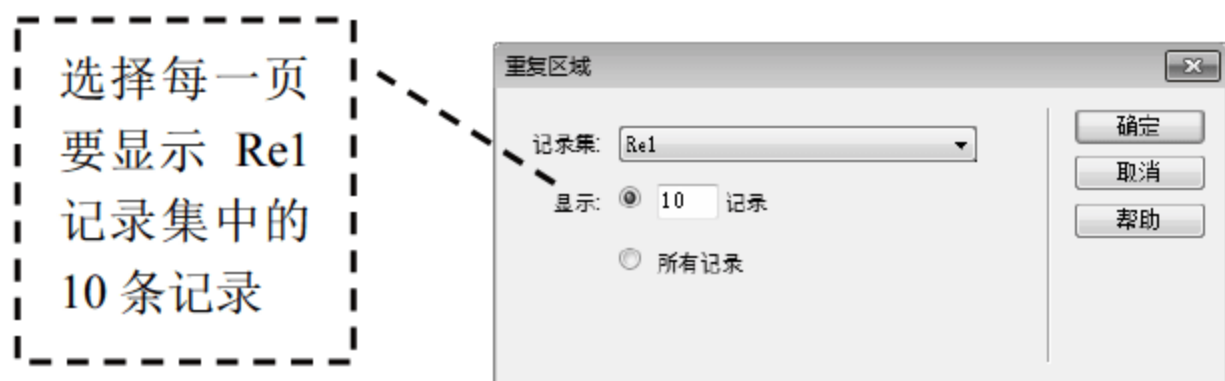 选择每一页
要显示 Re1
记录集中的
10 条记录
重复区域
记录集: Re1
显示: 10 记录
所有记录
确定
取消
帮助